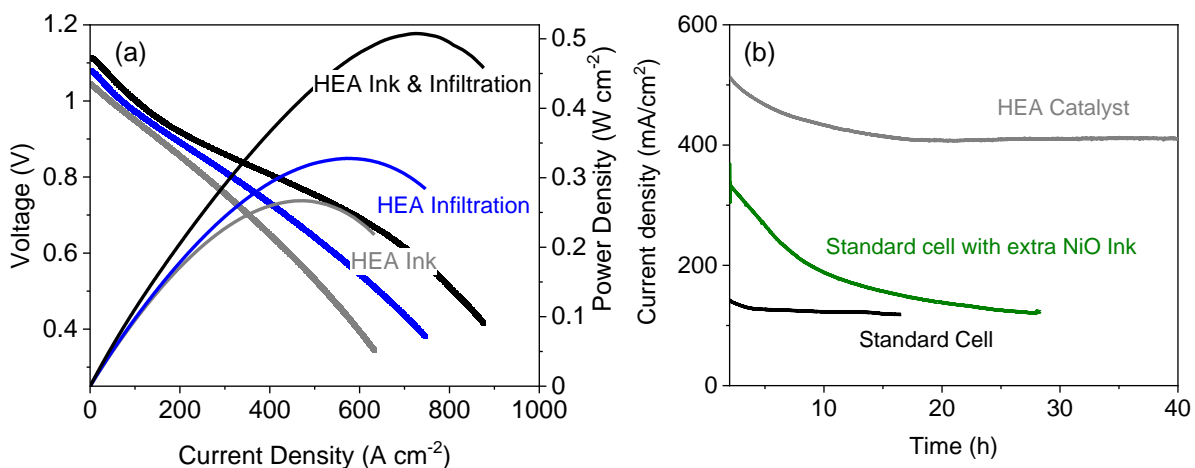 (a)
1.2
1
0.8
0.6
0.4
Voltage (V)
0
200
400
600
800
1000
Current Density (A cm-2)
0.5
0.4
0.3
0.2
0.1
0
Power Density (W cm-2)
HEA Ink & Infiltration
HEA Infiltration
HEA Ink
(b)
600
400
200
0
Current density (mA/cm2)
10
20
30
40
Time (h)
HEA Catalyst
Standard cell with extra NiO Ink
Standard Cell